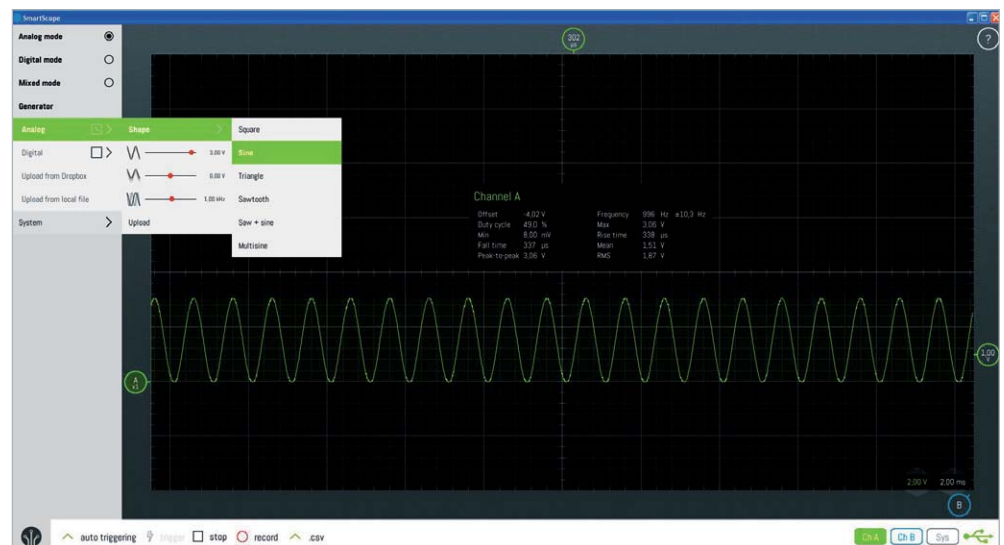 SmartScope
Analog mode
302 µs
?
Digital mode
Mixed mode
Generator
Analog
Shape
Square
Digital
3,00 V
Sine
Upload from Dropbox
0,00 V
Triangle
Upload from local file
1,00 kHz
Sawtooth
System
Upload
Saw + sine
Multisine
Channel A
Offset -4,02 V Frequency 996 Hz ±10,3 Hz
Duty cycle 49,0 % Max 3,06 V
Min 8,00 mV Rise time 338 µs
Fall time 337 µs Mean 1,51 V
Peak-to-peak 3,06 V RMS 1,87 V
1,00 V
A x1
2,00 V 2,00 ms
B
auto triggering trigger stop record .csv
Ch A Ch B Sys